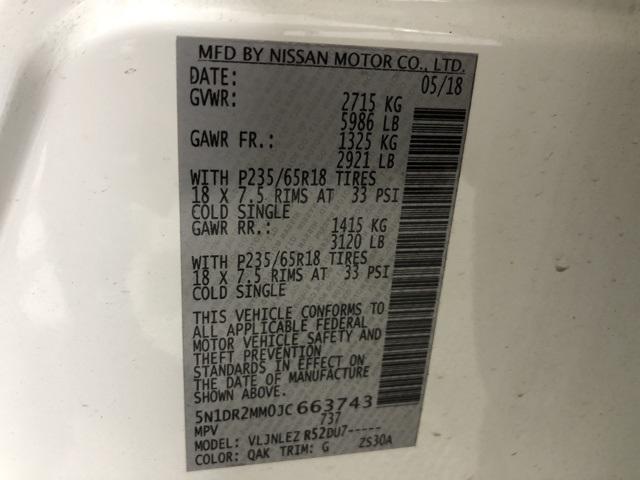 MFD BY NISSAN MOTOR CO., LTD.
DATE: 05/18
GVWR: 2715 KG
5986 LB
GAWR FR.: 1325 KG
2921 LB
WITH P235/65R18 TIRES
18 X 7.5 RIMS AT 33 PSI
COLD SINGLE
GAWR RR.: 1415 KG
3120 LB
WITH P235/65R18 TIRES
18 X 7.5 RIMS AT 33 PSI
COLD SINGLE
THIS VEHICLE CONFORMS TO
ALL APPLICABLE FEDERAL
MOTOR VEHICLE SAFETY AND
THEFT PREVENTION
STANDARDS IN EFFECT ON
THE DATE OF MANUFACTURE
SHOWN ABOVE.
5N1DR2MM0JC663743
MPV 737
MODEL: VLJNLEZ R52DU7-----
COLOR: QAK TRIM: G ZS30A